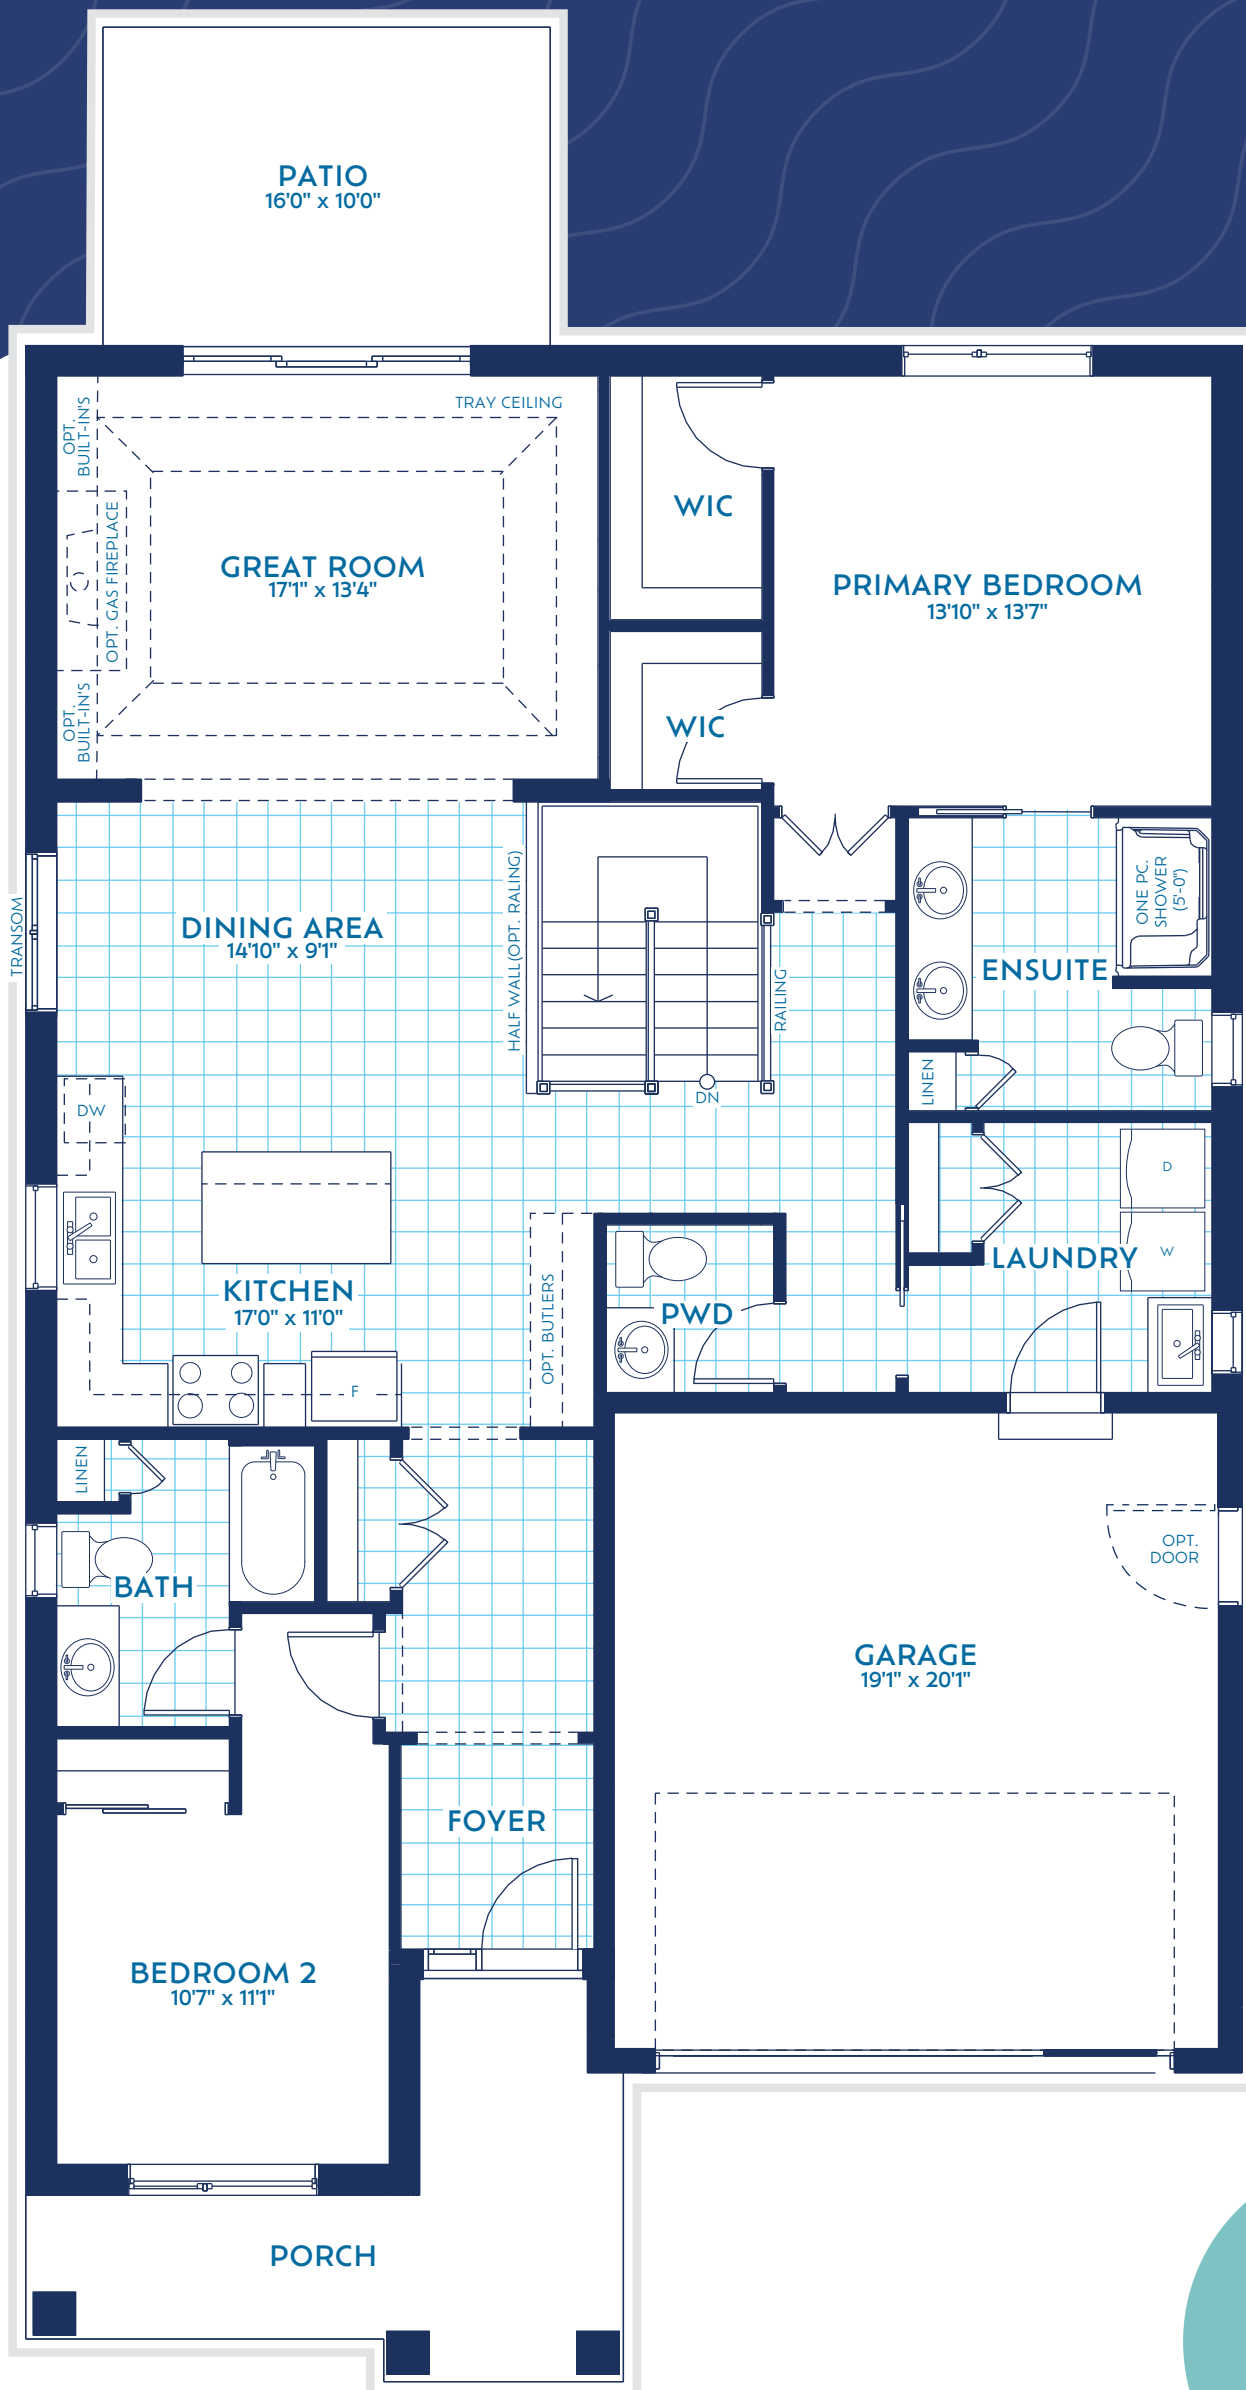 PATIO
16'0" x 10'0"
TRAY CEILING
OPT.
BUILT-IN'S
OPT. GAS FIREPLACE
OPT.
BUILT-IN'S
GREAT ROOM
17'1" x 13'4"
WIC
WIC
PRIMARY BEDROOM
13'10" x 13'7"
TRANSOM
DINING AREA
14'10" x 9'1"
HALF WALL(OPT. RALING)
RAILING
DN
ONE PC.
SHOWER
(5'-0")
ENSUITE
LINEN
DW
KITCHEN
17'0" x 11'0"
F
OPT. BUTLERS
PWD
LAUNDRY
D
W
LINEN
BATH
OPT.
DOOR
GARAGE
19'1" x 20'1"
FOYER
BEDROOM 2
10'7" x 11'1"
PORCH